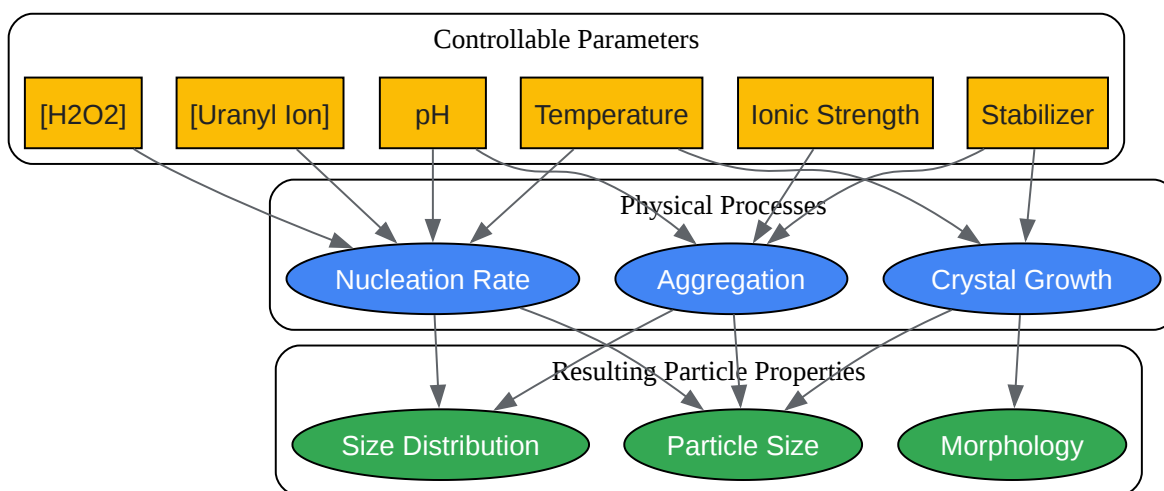 Controllable Parameters
[H2O2]
[Uranyl Ion]
pH
Temperature
Ionic Strength
Stabilizer
Physical Processes
Nucleation Rate
Aggregation
Crystal Growth
Resulting Particle Properties
Size Distribution
Particle Size
Morphology